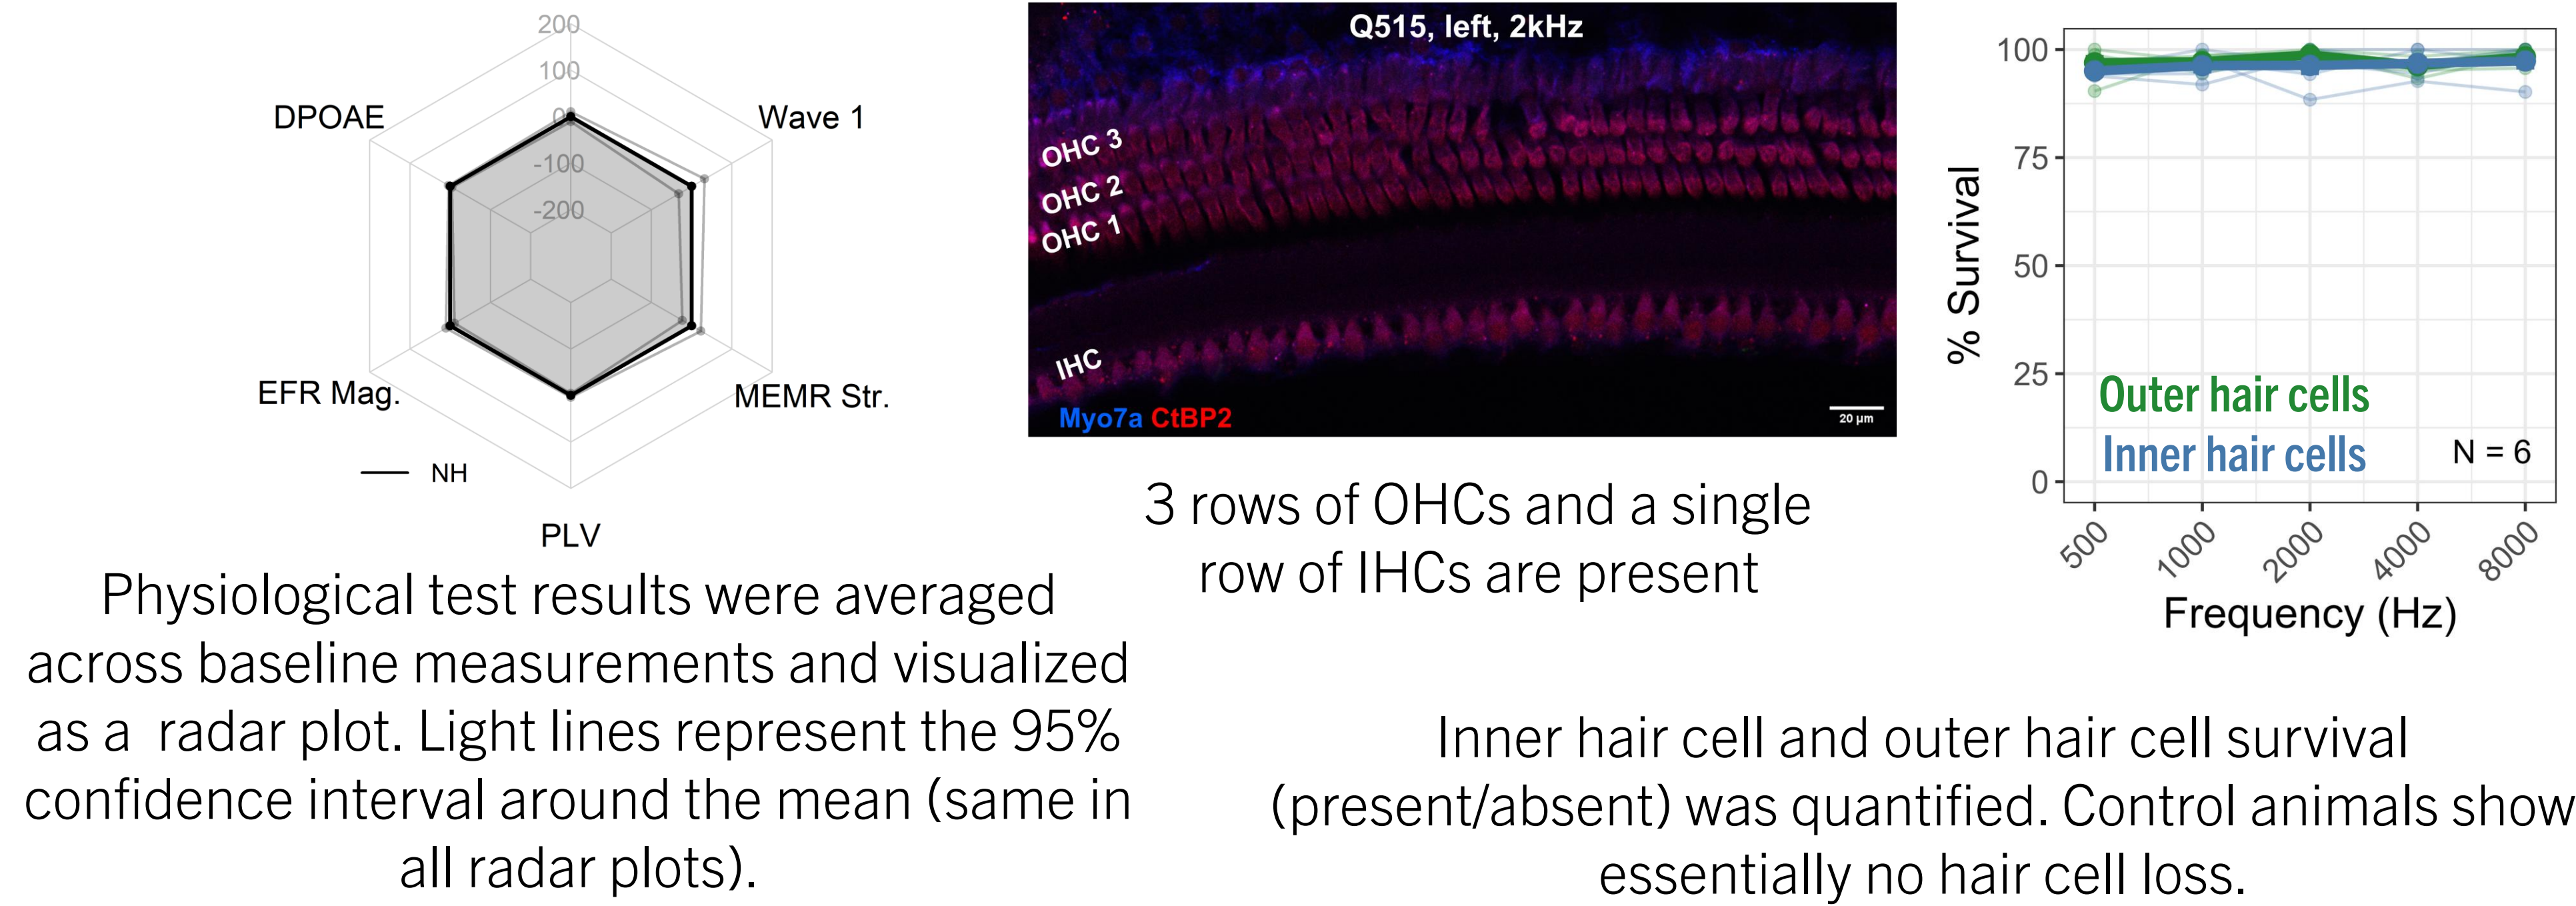 200
100
0
-100
-200
DPOAE
Wave 1
EFR Mag.
MEMR Str.
NH
PLV
Physiological test results were averaged
across baseline measurements and visualized
as a radar plot. Light lines represent the 95%
confidence interval around the mean (same in
all radar plots).
Q515, left, 2kHz
OHC 3
OHC 2
OHC 1
IHC
Myo7a CtBP2
20 µm
3 rows of OHCs and a single
row of IHCs are present
% Survival
100
75
50
25
0
Outer hair cells
Inner hair cells
N = 6
500
1000
2000
4000
8000
Frequency (Hz)
Inner hair cell and outer hair cell survival
(present/absent) was quantified. Control animals show
essentially no hair cell loss.